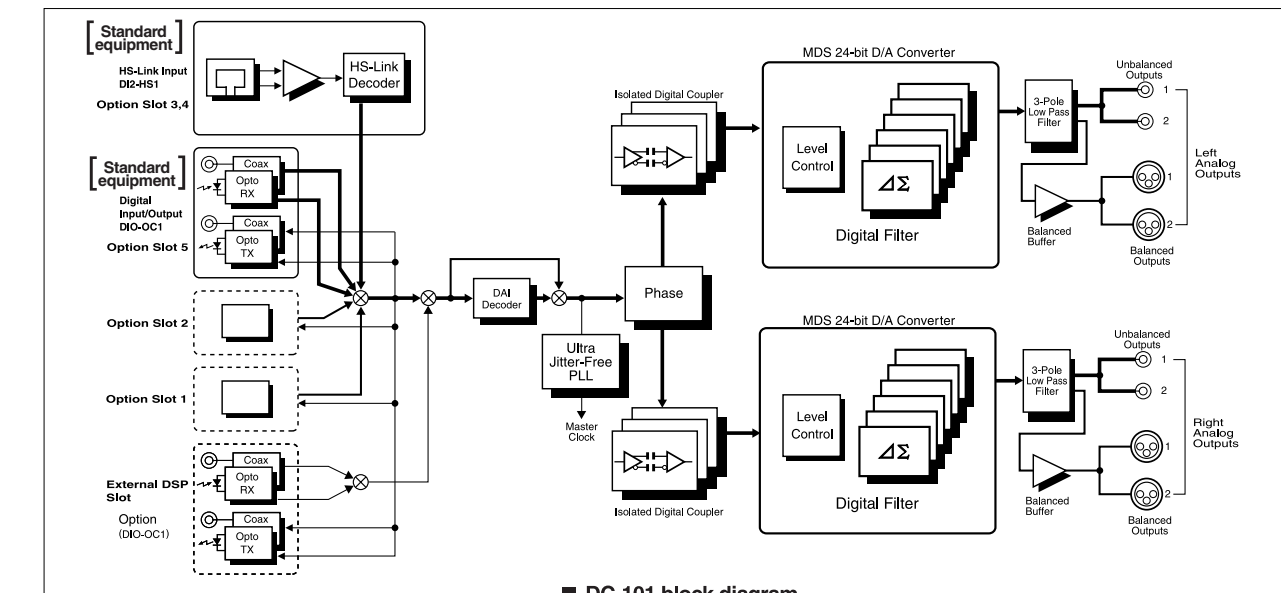 [Standard
equipment]
HS-Link Input
DI2-HS1
Option Slot 3,4
HS-Link
Decoder
[Standard
equipment]
Digital
Input/Output
DIO-OC1
Option Slot 5
Coax
Opto
RX
Coax
Opto
TX
Option Slot 2
Option Slot 1
External DSP
Slot
Option
(DIO-OC1)
Coax
Opto
RX
Coax
Opto
TX
DAI
Decoder
Ultra
Jitter-Free
PLL
Master
Clock
Phase
Isolated Digital Coupler
Isolated Digital Coupler
MDS 24-bit D/A Converter
Level
Control
ΔΣ
Digital Filter
3-Pole
Low Pass
Filter
Unbalanced
Outputs
1
2
Balanced
Buffer
1
2
Balanced
Outputs
Left
Analog
Outputs
MDS 24-bit D/A Converter
Level
Control
ΔΣ
Digital Filter
3-Pole
Low Pass
Filter
Unbalanced
Outputs
1
2
Balanced
Buffer
1
2
Balanced
Outputs
Right
Analog
Outputs
■ DC-101 block diagram